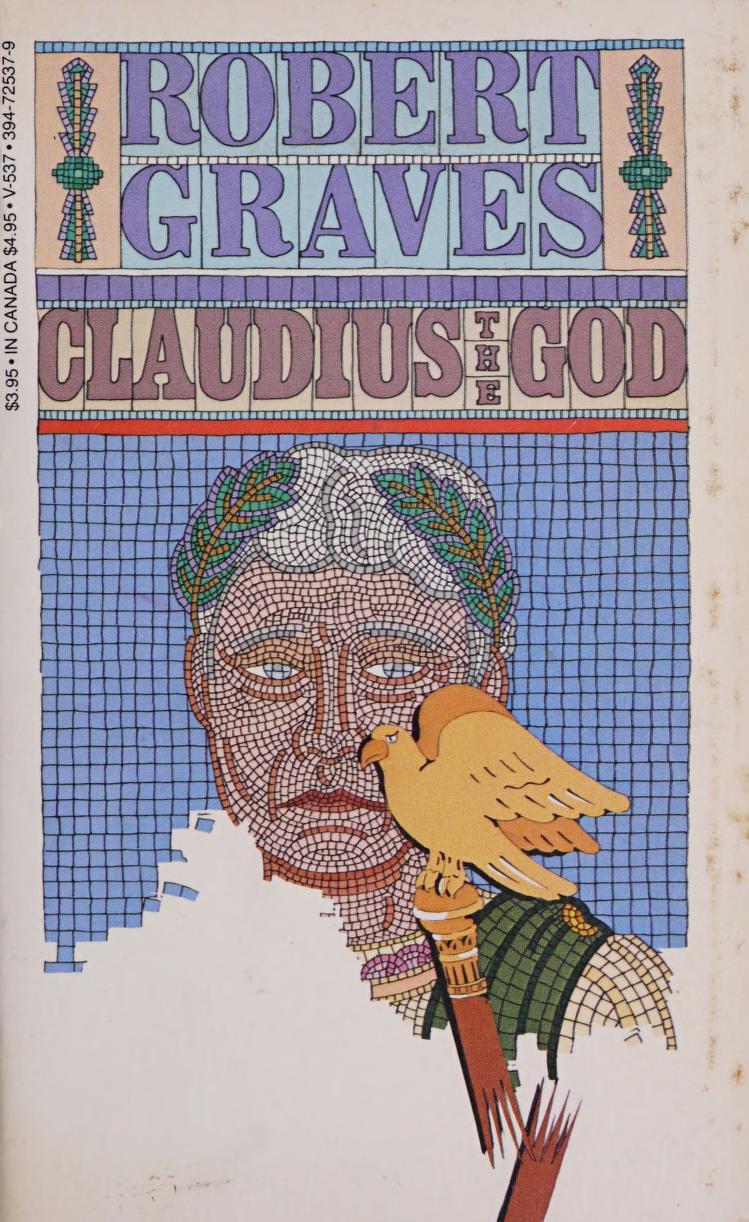 ROBERT
GRAVES
CLAUDIUS THE GOD
$3.95 • IN CANADA $4.95 • V-537 • 394-72537-9